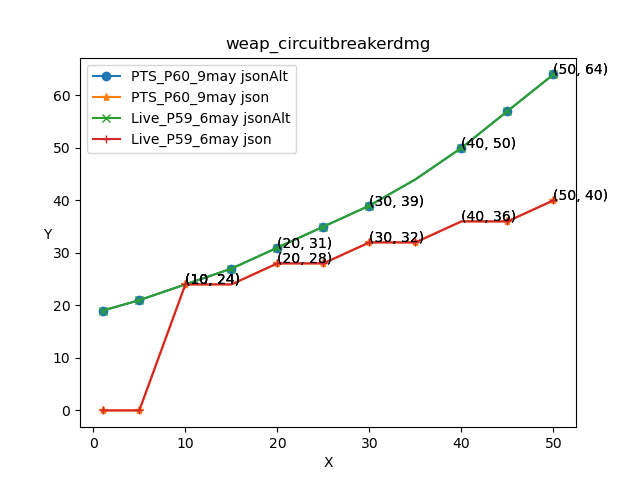 weap_circuitbreakerdmg
PTS_P60_9may jsonAlt
PTS_P60_9may json
Live_P59_6may jsonAlt
Live_P59_6may json
(50, 64)
(40, 50)
(30, 39)
(20, 31)
(10, 24)
(20, 28)
(30, 32)
(40, 36)
(50, 40)
Y
60
50
40
30
20
10
0
0 10 20 30 40 50
X